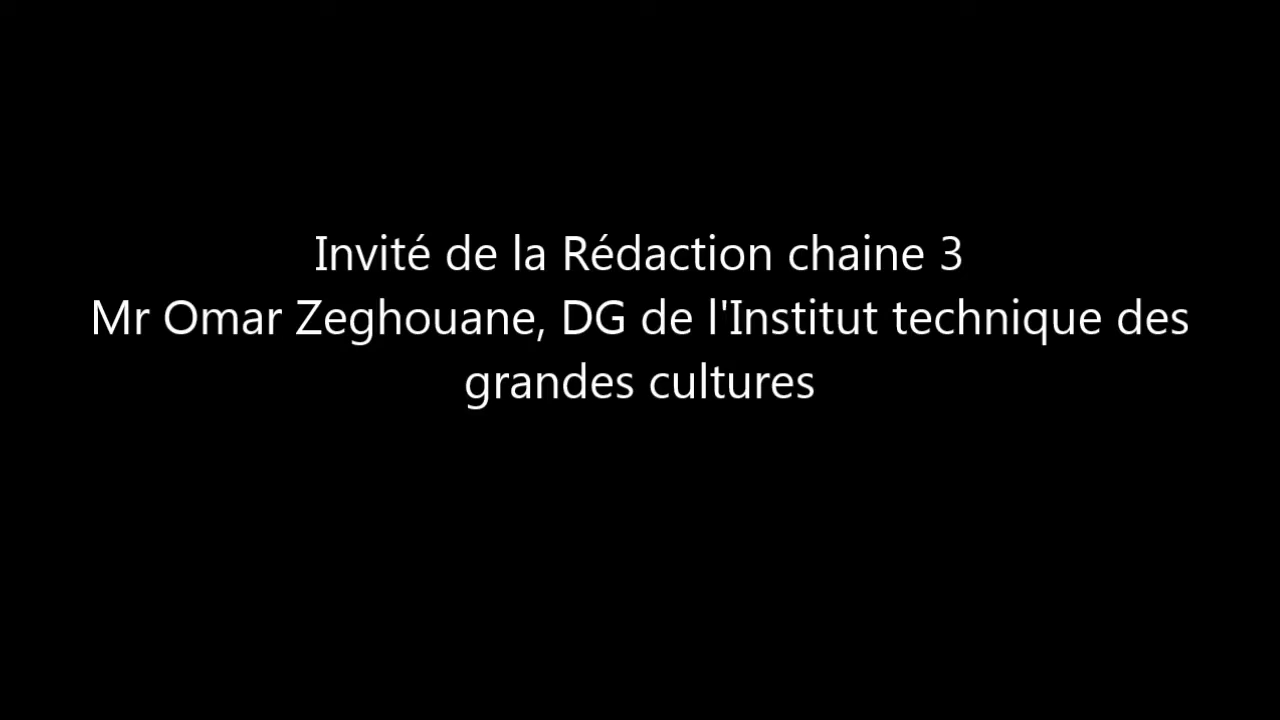 Invité de la Rédaction chaine 3
Mr Omar Zeghouane, DG de l'Institut technique des
grandes cultures